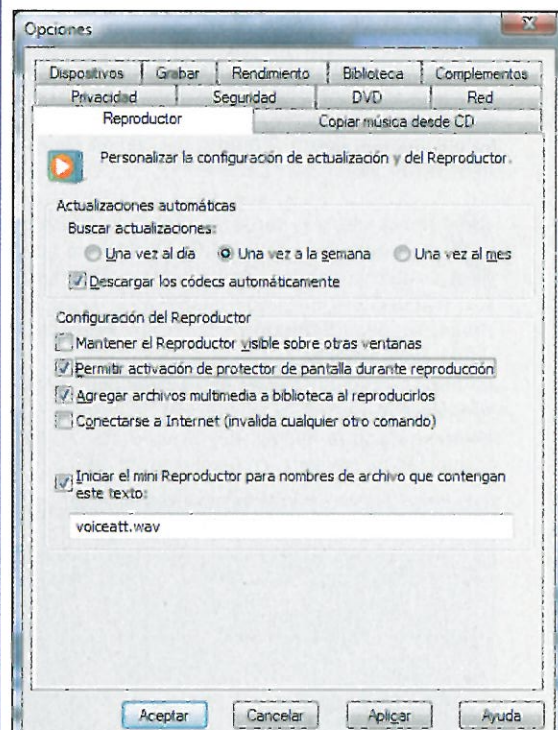 Opciones
Dispositivos Grabar Rendimiento Biblioteca Complementos
Privacidad Seguridad DVD Red
Reproductor Copiar música desde CD
Personalizar la configuración de actualización y del Reproductor.
Actualizaciones automáticas
Buscar actualizaciones:
Una vez al día Una vez a la semana Una vez al mes
Descargar los códecs automáticamente
Configuración del Reproductor
Mantener el Reproductor visible sobre otras ventanas
Permitir activación de protector de pantalla durante reproducción
Agregar archivos multimedia a biblioteca al reproducirlos
Conectarse a Internet (invalida cualquier otro comando)
Iniciar el mini Reproductor para nombres de archivo que contengan
este texto:
voiceatt.wav
Aceptar Cancelar Aplicar Ayuda